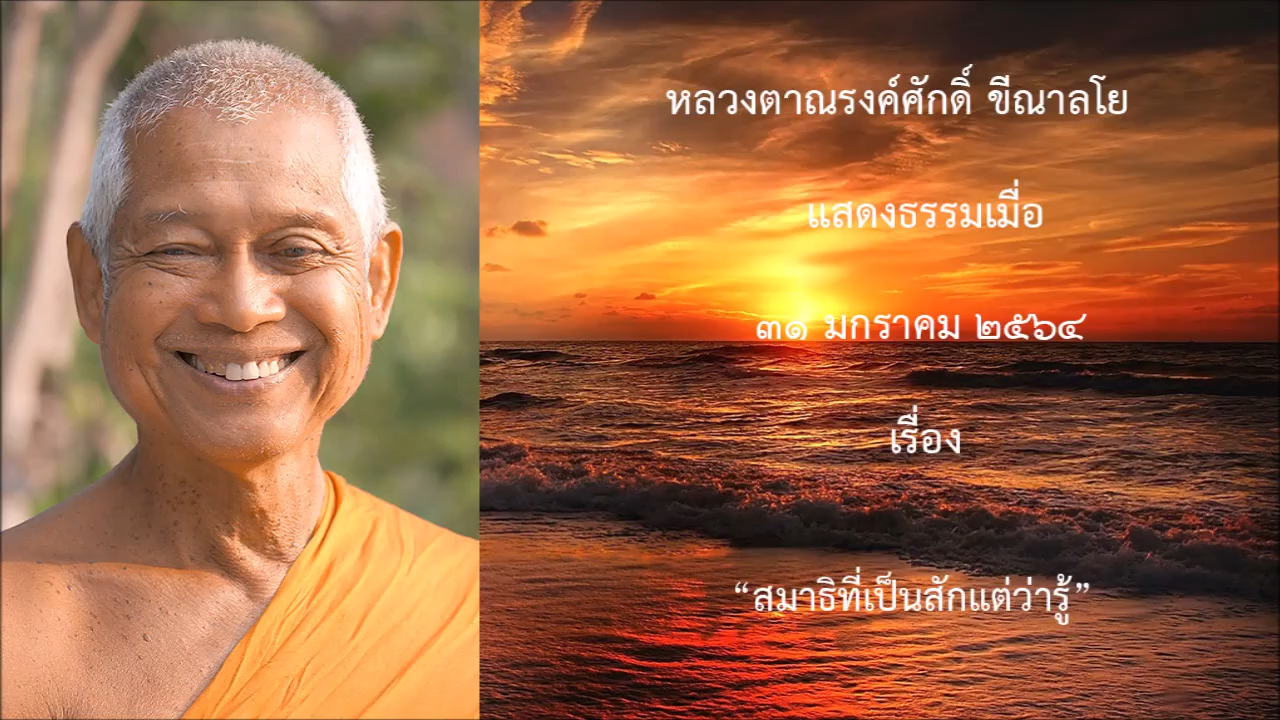 หลวงตาณรงค์ศักดิ์ ขีณาลโย
แสดงธรรมเมื่อ
๓๑ มกราคม ๒๕๖๔
เรื่อง
“สมาธิที่เป็นสักแต่ว่ารู้”